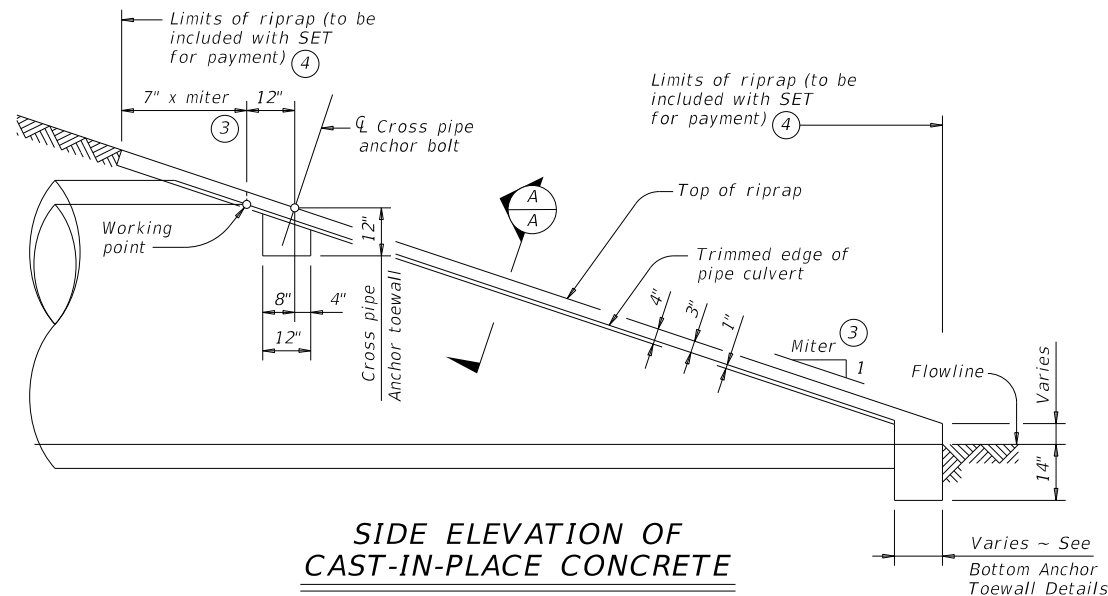 Limits of riprap (to be
included with SET
for payment) 4
7" x miter
12"
3
℄ Cross pipe
anchor bolt
Limits of riprap (to be
included with SET
for payment) 4
A
A
Top of riprap
Working
point
12"
Trimmed edge of
pipe culvert
8"
4"
12"
Cross pipe
Anchor toewall
4"
3"
1"
Miter 3
1
Flowline
Varies
14"
SIDE ELEVATION OF
CAST-IN-PLACE CONCRETE
Varies ~ See
Bottom Anchor
Toewall Details